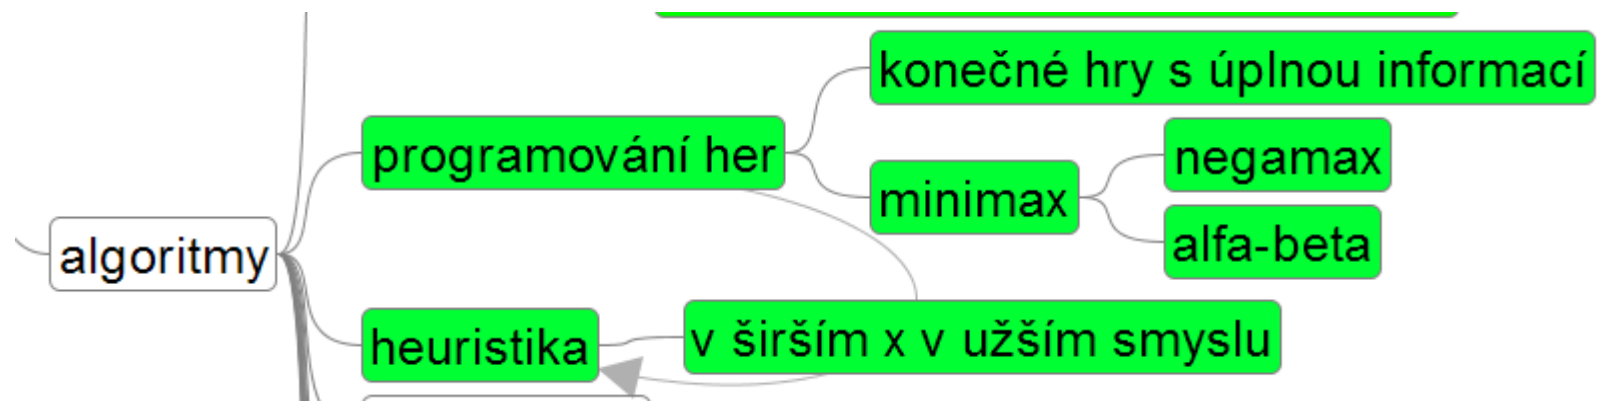 konečné hry s úplnou informací
programování her
negamax
minimax
alfa-beta
algoritmy
heuristika
v širším x v užším smyslu